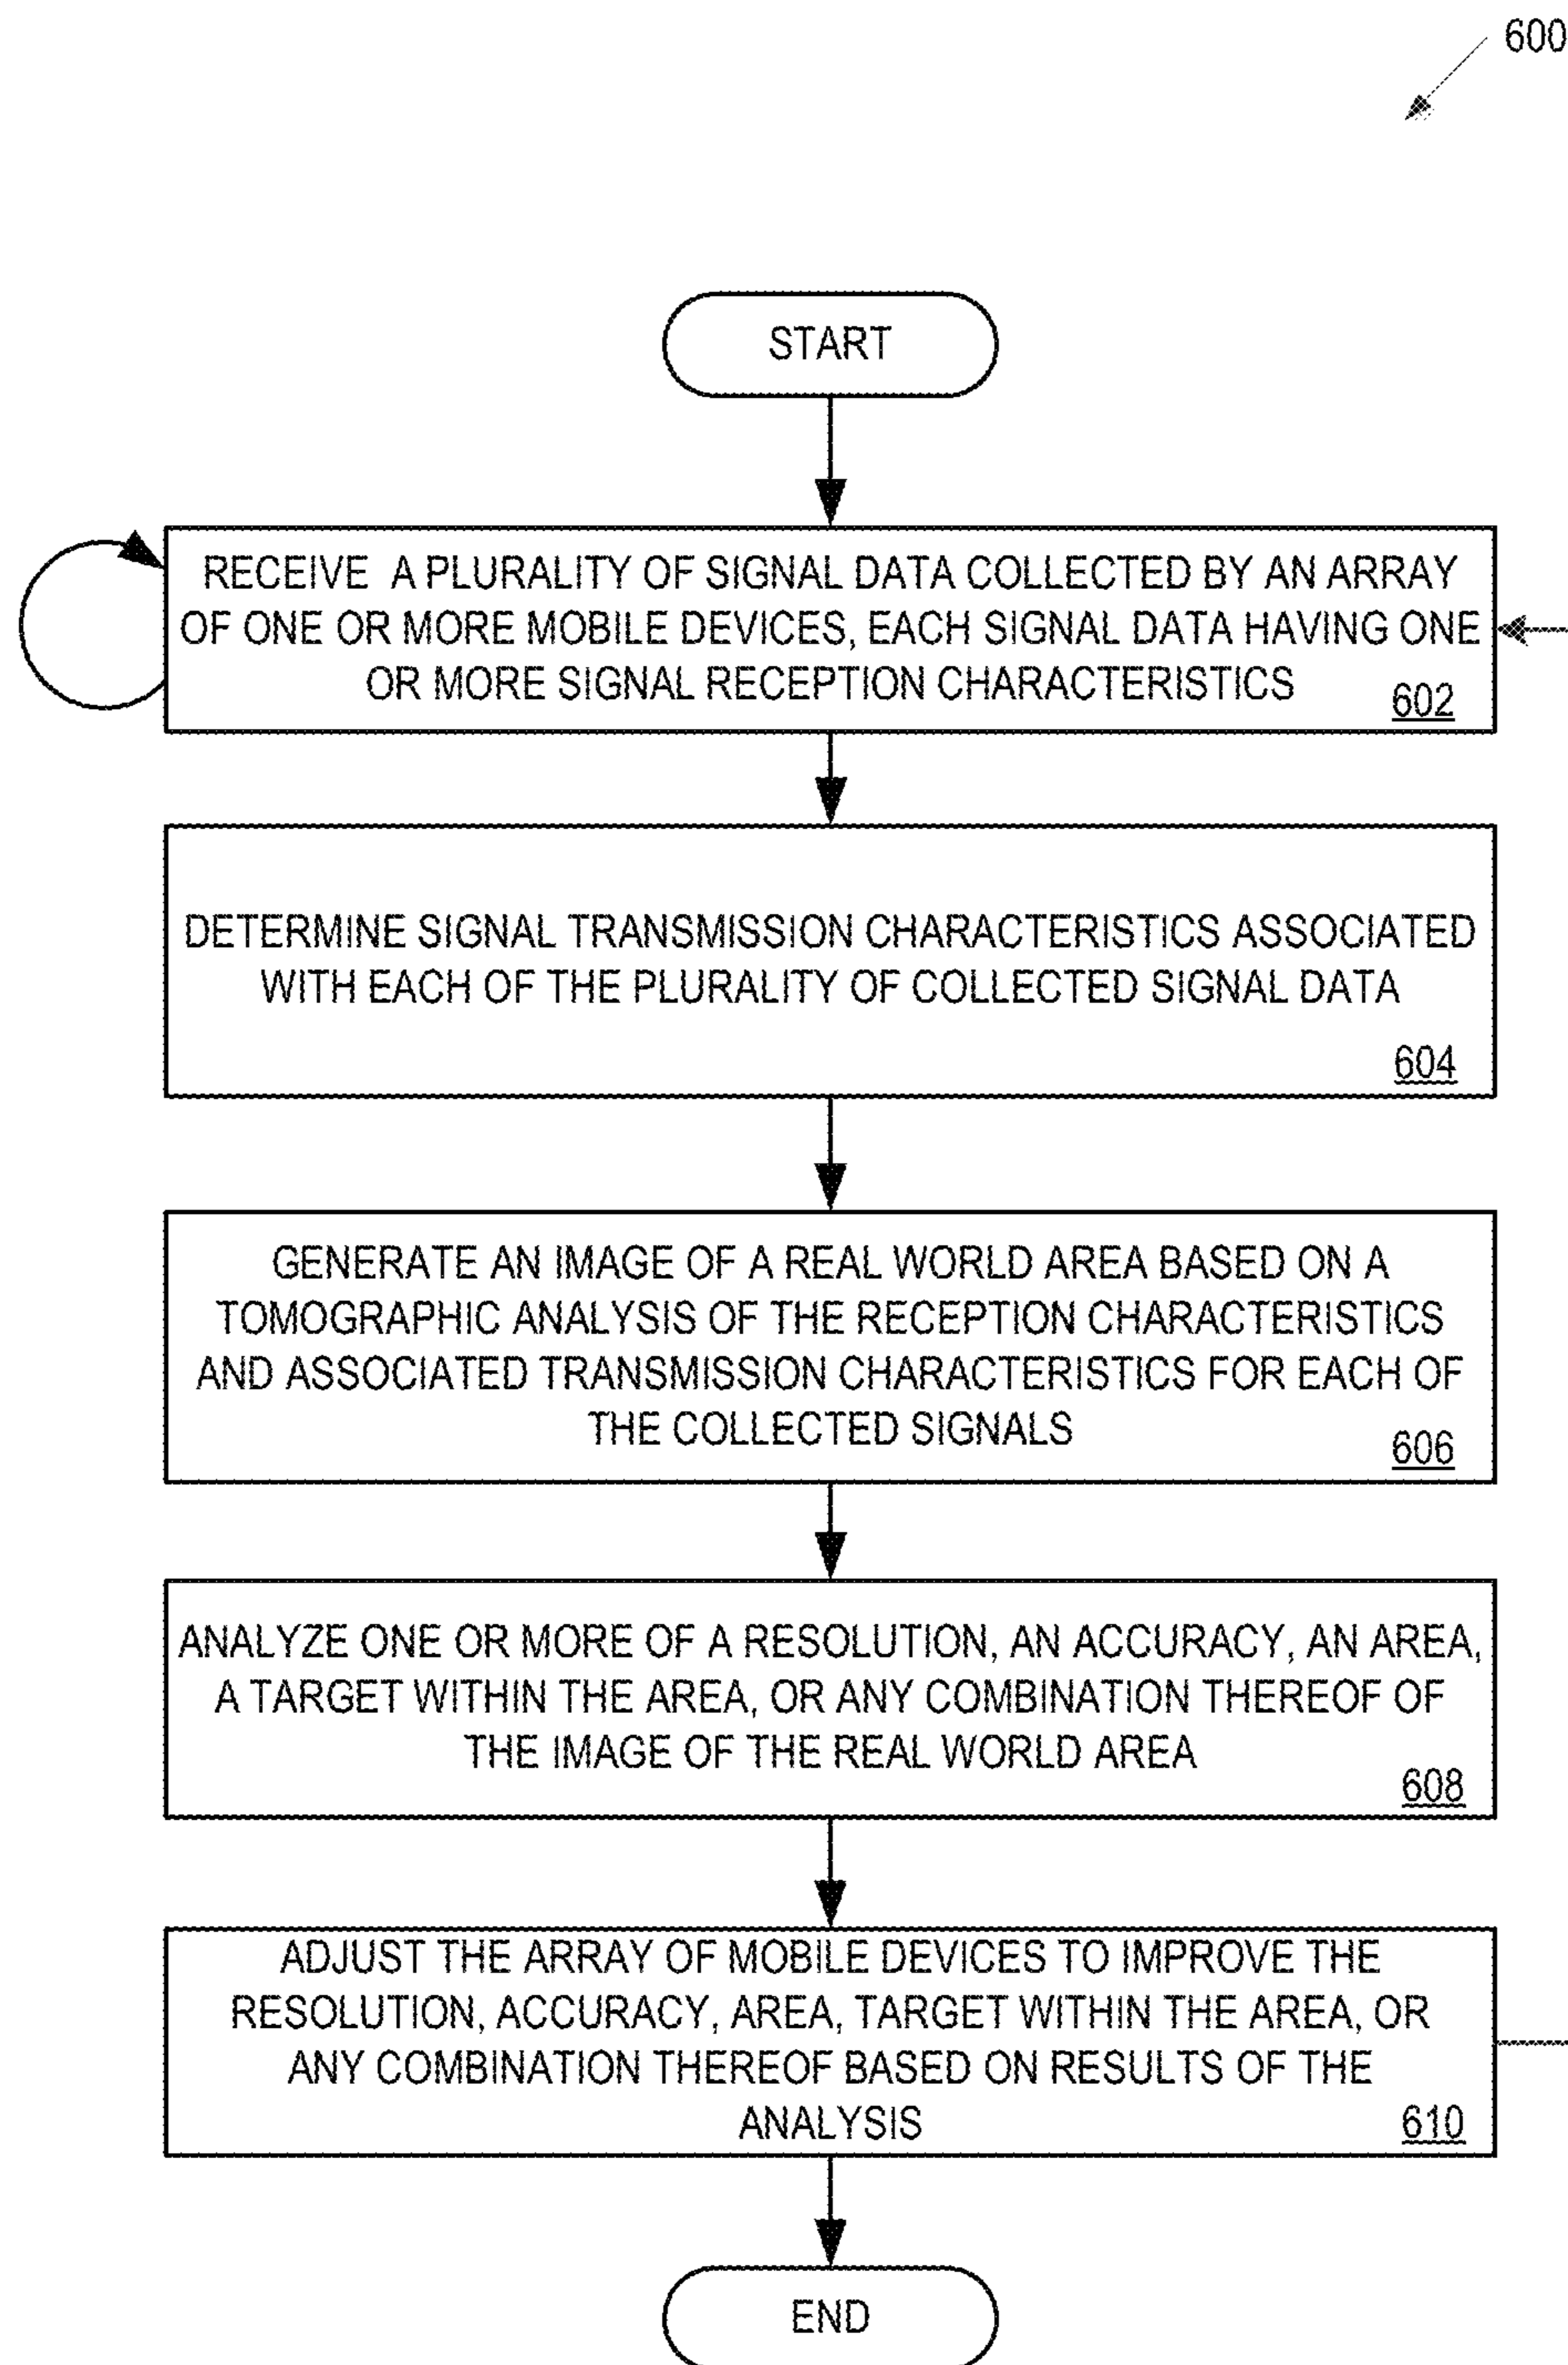 600
START
RECEIVE A PLURALITY OF SIGNAL DATA COLLECTED BY AN ARRAY
OF ONE OR MORE MOBILE DEVICES, EACH SIGNAL DATA HAVING ONE
OR MORE SIGNAL RECEPTION CHARACTERISTICS
602
DETERMINE SIGNAL TRANSMISSION CHARACTERISTICS ASSOCIATED
WITH EACH OF THE PLURALITY OF COLLECTED SIGNAL DATA
604
GENERATE AN IMAGE OF A REAL WORLD AREA BASED ON A
TOMOGRAPHIC ANALYSIS OF THE RECEPTION CHARACTERISTICS
AND ASSOCIATED TRANSMISSION CHARACTERISTICS FOR EACH OF
THE COLLECTED SIGNALS
606
ANALYZE ONE OR MORE OF A RESOLUTION, AN ACCURACY, AN AREA,
A TARGET WITHIN THE AREA, OR ANY COMBINATION THEREOF OF
THE IMAGE OF THE REAL WORLD AREA
608
ADJUST THE ARRAY OF MOBILE DEVICES TO IMPROVE THE
RESOLUTION, ACCURACY, AREA, TARGET WITHIN THE AREA, OR
ANY COMBINATION THEREOF BASED ON RESULTS OF THE
ANALYSIS
610
END